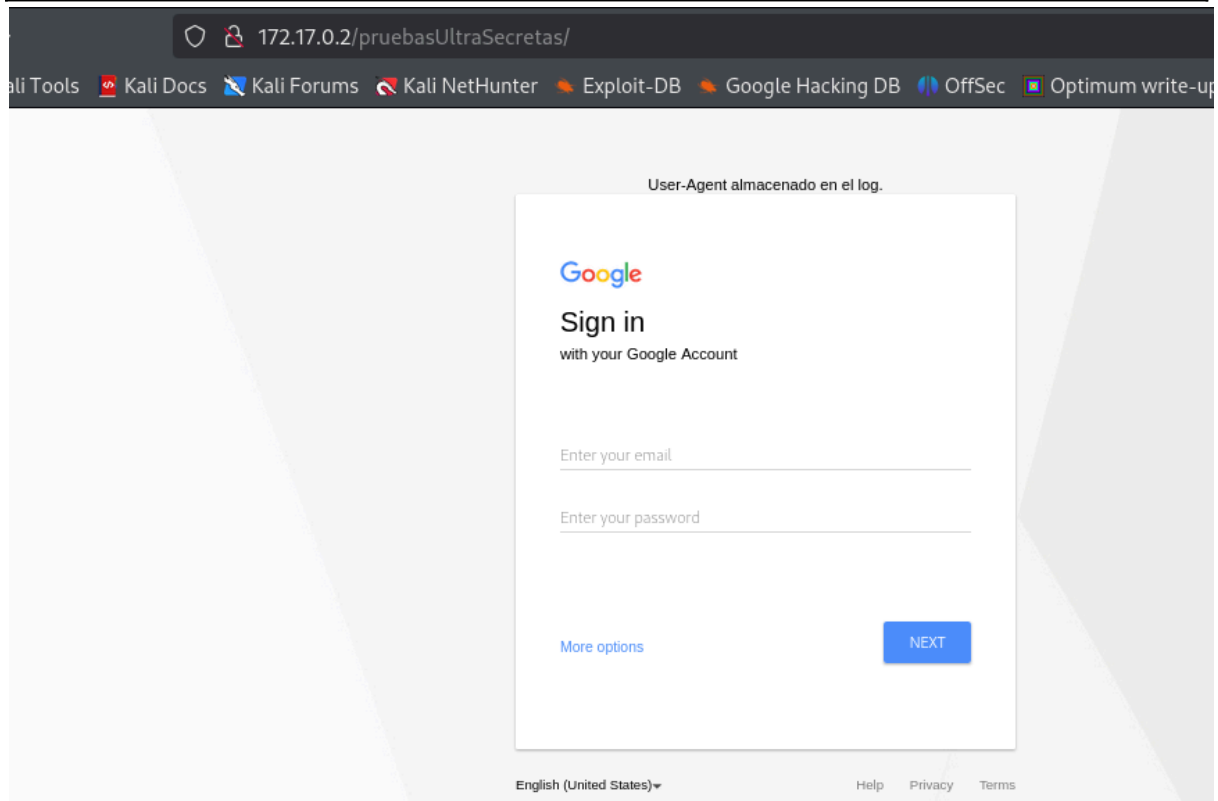 172.17.0.2/pruebasUltraSecretas/
ali Tools Kali Docs Kali Forums Kali NetHunter Exploit-DB Google Hacking DB OffSec Optimum write-up
User-Agent almacenado en el log.
Google
Sign in
with your Google Account
Enter your email
Enter your password
More options
NEXT
English (United States)
Help Privacy Terms